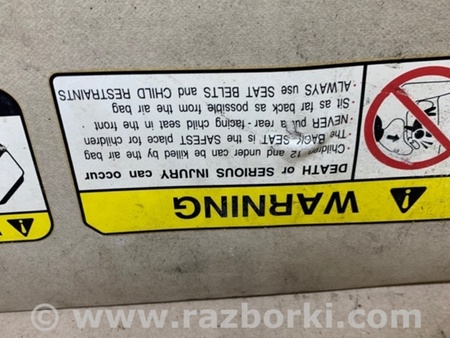 WARNING
DEATH or SERIOUS INJURY can occur
· Children 12 and under can be killed by the air bag
· The BACK SEAT is the SAFEST place for children
· NEVER put a rear facing child seat in the front
· Sit as far back as possible from the air bag
· ALWAYS use SEAT BELTS and CHILD RESTRAINTS
www.razborki.com